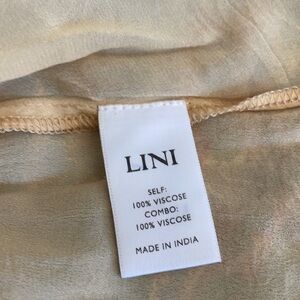 LINI
SELF:
100% VISCOSE
COMBO:
100% VISCOSE
MADE IN INDIA